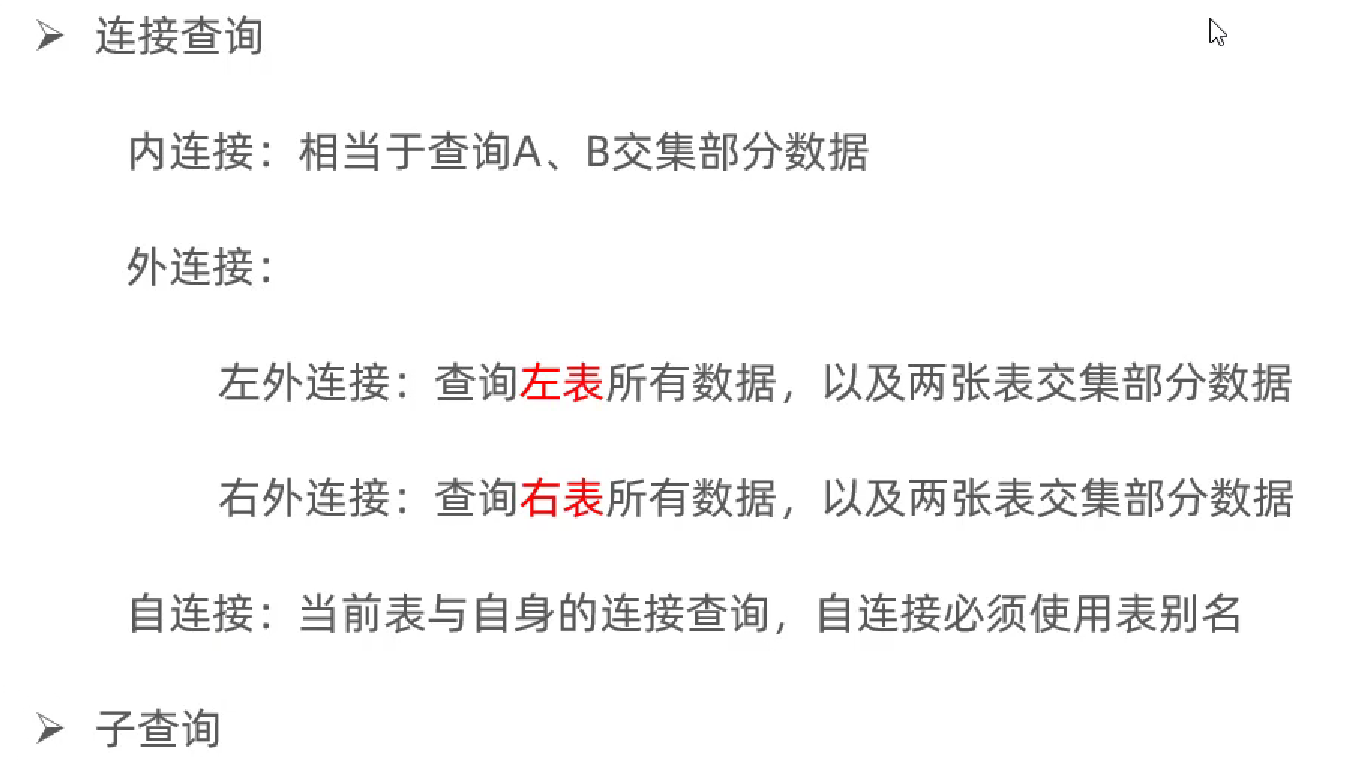 ➢ 连接查询
内连接：相当于查询A、B交集部分数据
外连接：
左外连接：查询左表所有数据，以及两张表交集部分数据
右外连接：查询右表所有数据，以及两张表交集部分数据
自连接：当前表与自身的连接查询，自连接必须使用表别名
➢ 子查询